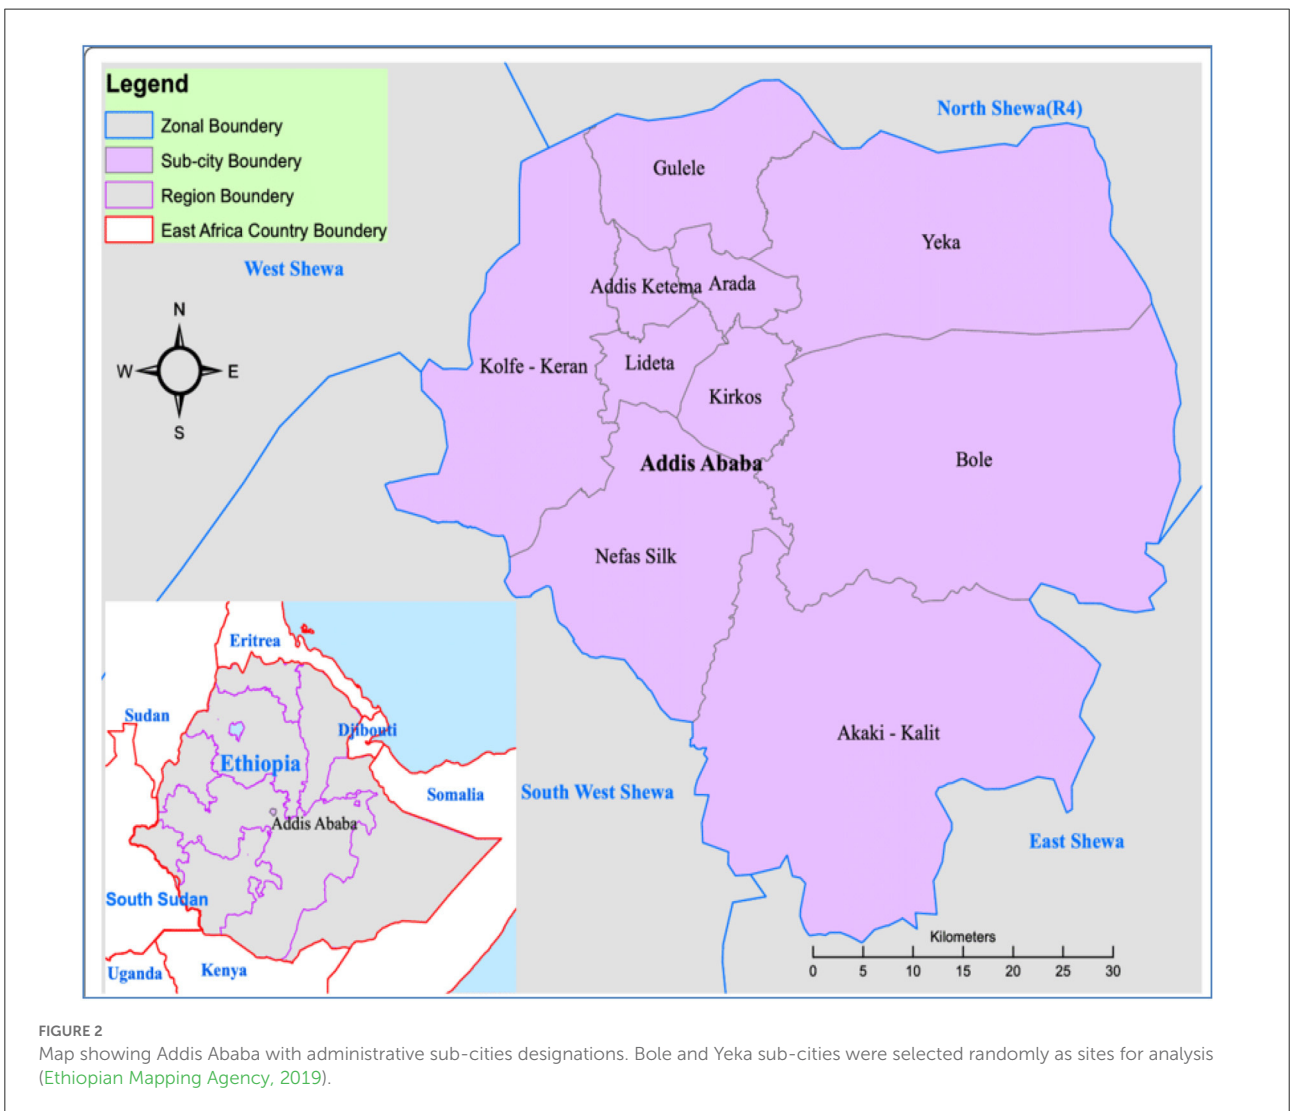 Legend
Zonal Boundary
Sub-city Boundary
Region Boundary
East Africa Country Boundary
North Shewa(R4)
West Shewa
Gulele
Yeka
Addis Ketema
Arada
Kolfe - Keran
Lideta
Kirkos
Addis Ababa
Bole
Nefas Silk
Akaki - Kalit
South West Shewa
East Shewa
N
W
E
S
Eritrea
Sudan
Djibouti
Ethiopia
Somalia
Addis Ababa
South Sudan
Uganda
Kenya
Kilometers
0 5 10 15 20 25 30
FIGURE 2
Map showing Addis Ababa with administrative sub-cities designations. Bole and Yeka sub-cities were selected randomly as sites for analysis
(Ethiopian Mapping Agency, 2019).